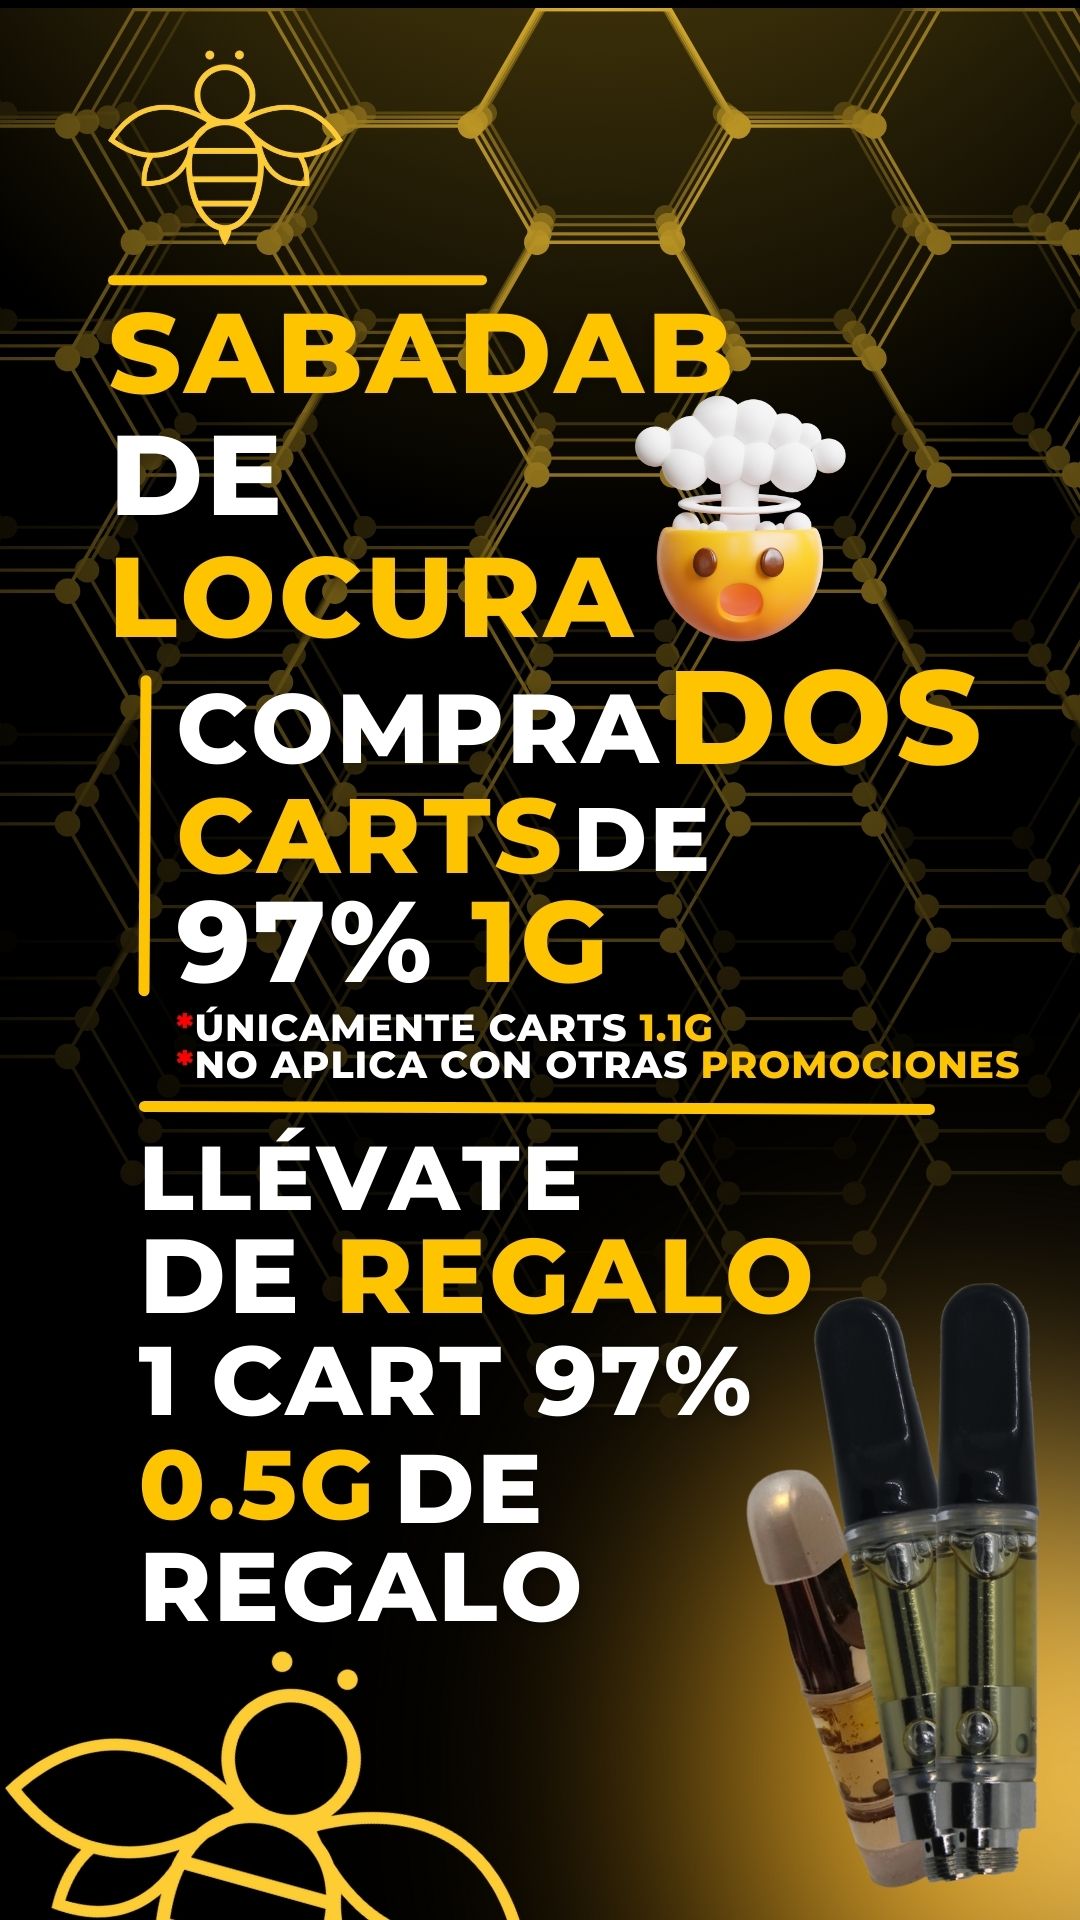 SABADAB
DE
LOCURA
COMPRA DOS
CARTS DE
97% 1G
*ÚNICAMENTE CARTS 1.1G
*NO APLICA CON OTRAS PROMOCIONES
LLÉVATE
DE REGALO
1 CART 97%
0.5G DE
REGALO